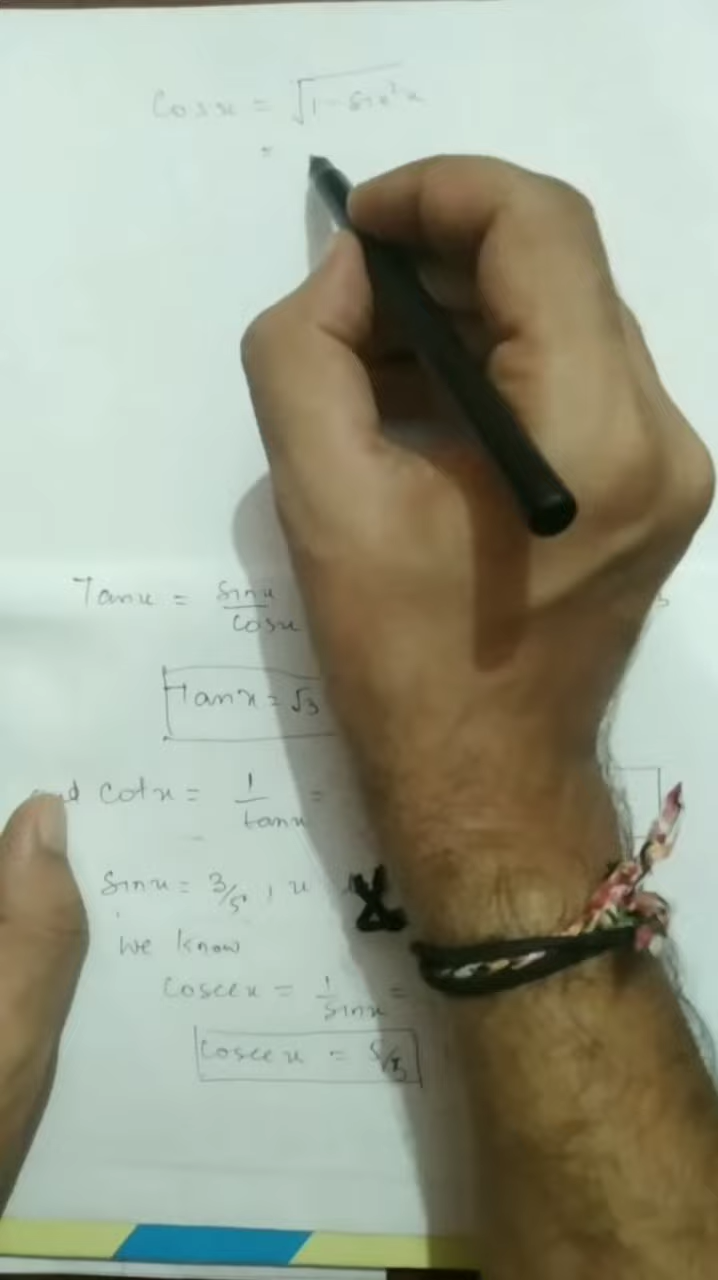 Cosx = √1-sin²x
=
Tanx = sinx/cosx
Tanx = √3
cotx = 1/tanx =
sinx = 3/5, x
we know
Cosecx = 1/sinx =
Cosecx = 5/3